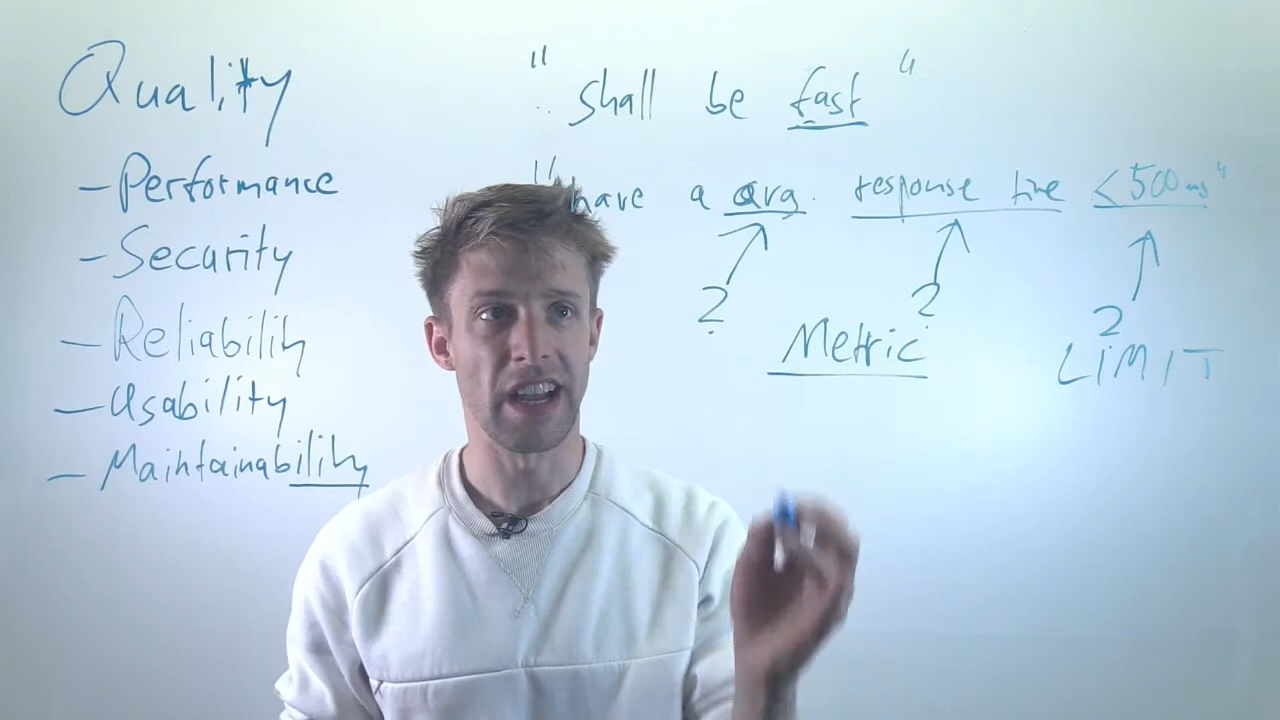 Quality
- Performance
- Security
- Reliability
- Usability
- Maintainability
"shall be fast"
"have a avg. response time <500ms"
? ? ?
Metric
LIMIT